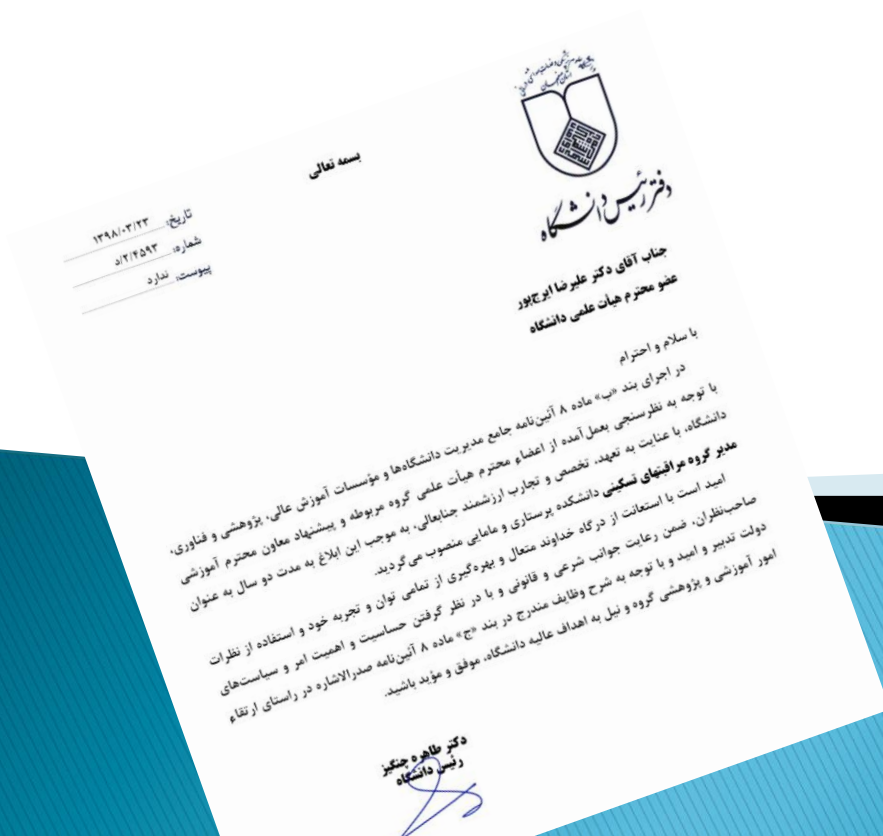 دفتر رئیس دانشگاه
بسمه تعالی
تاریخ: ۱۳۹۸/۰۳/۲۳
شماره: ۲/۴۵۹۳/د
پیوست: ندارد
جناب آقای دکتر علیرضا ایرج‌پور
عضو محترم هیأت علمی دانشگاه
با سلام و احترام
در اجرای بند «ب» ماده ۸ آئین‌نامه جامع مدیریت دانشگاه‌ها و مؤسسات آموزش عالی، پژوهشی و فناوری،
با توجه به نظرسنجی بعمل‌آمده از اعضاء محترم هیأت علمی گروه مربوطه و پیشنهاد معاون محترم آموزشی
دانشگاه، با عنایت به تعهد، تخصص و تجارب ارزشمند جنابعالی، به موجب این ابلاغ به مدت دو سال به عنوان
مدیر گروه مراقبتهای تسکینی دانشکده پرستاری و مامایی منصوب می‌گردید.
امید است با استعانت از درگاه خداوند متعال و بهره‌گیری از تمامی توان و تجربه خود و استفاده از نظرات
صاحب‌نظران، ضمن رعایت جوانب شرعی و قانونی و با در نظر گرفتن حساسیت و اهمیت امر و سیاست‌های
دولت تدبیر و امید و با توجه به شرح وظایف مندرج در بند «ج» ماده ۸ آئین‌نامه صدرالاشاره در راستای ارتقاء
امور آموزشی و پژوهشی گروه و نیل به اهداف عالیه دانشگاه، موفق و مؤید باشید.
دکتر طاهره چنگیز
رئیس دانشگاه